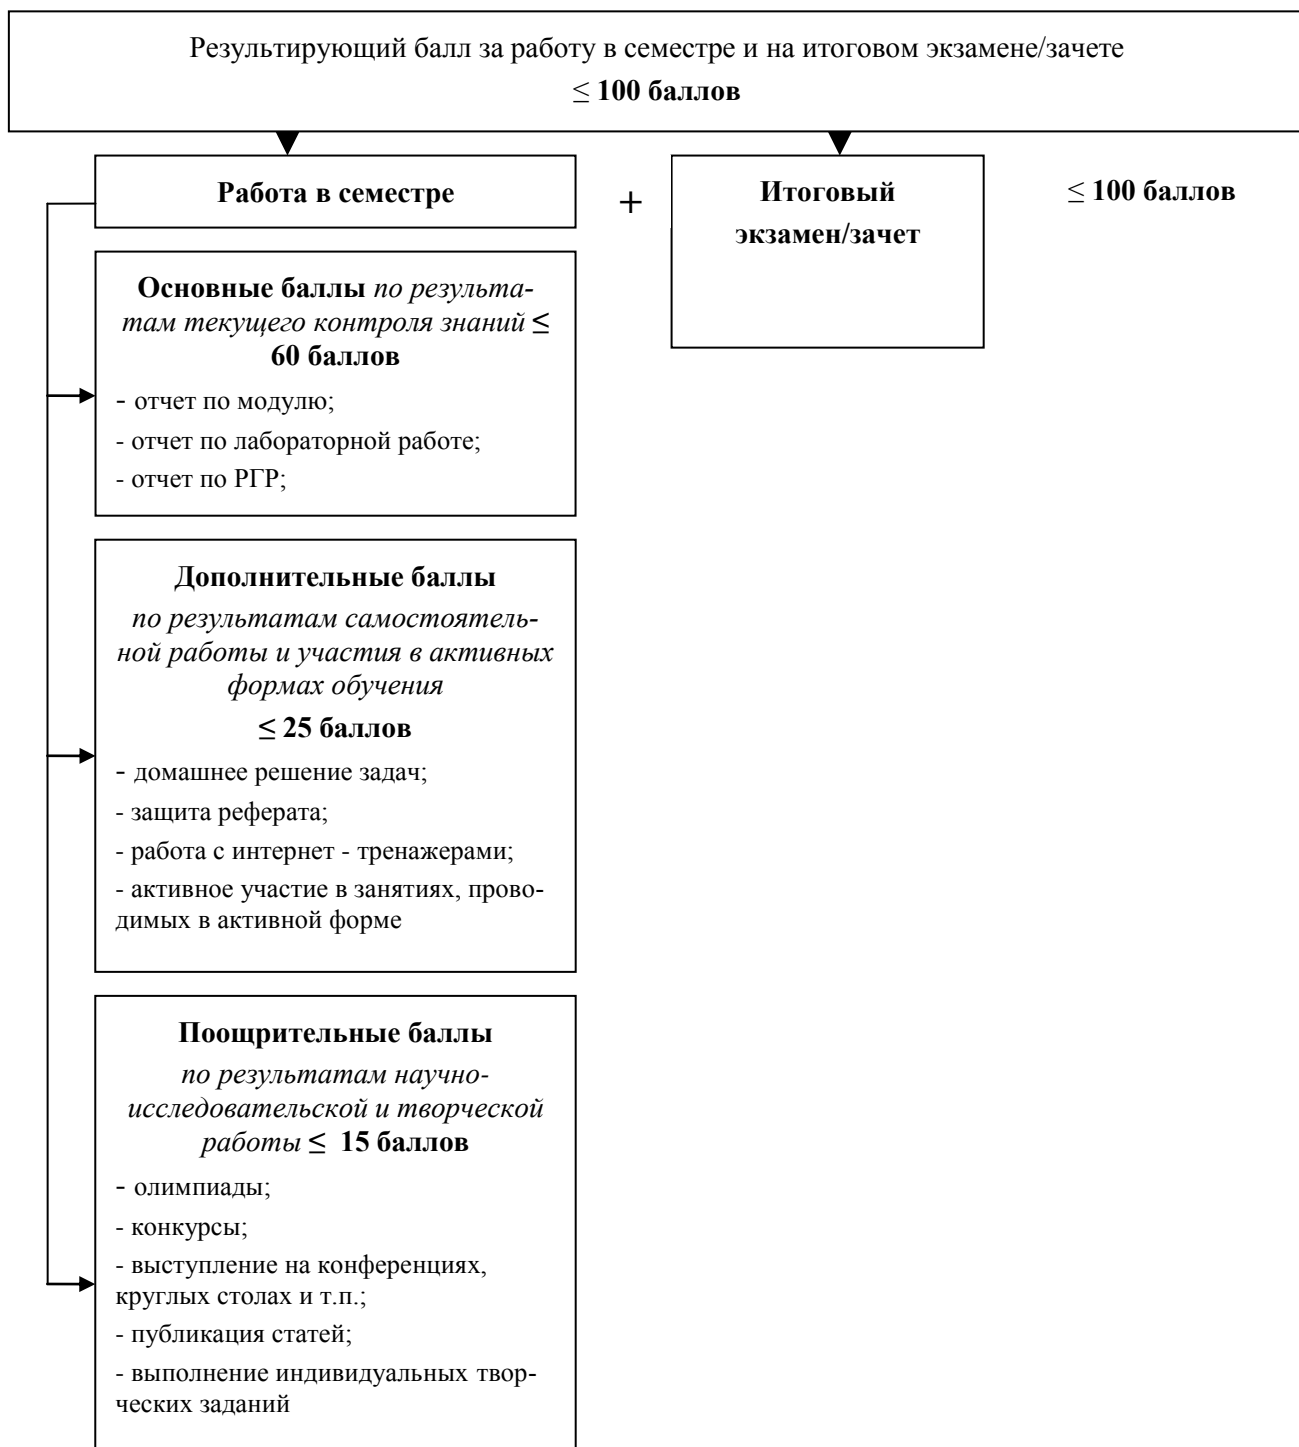 Результирующий балл за работу в семестре и на итоговом экзамене/зачете
≤ 100 баллов
Работа в семестре
+
Итоговый
экзамен/зачет
≤ 100 баллов
Основные баллы по результа-
там текущего контроля знаний ≤
60 баллов
- отчет по модулю;
- отчет по лабораторной работе;
- отчет по РГР;
Дополнительные баллы
по результатам самостоятель-
ной работы и участия в активных
формах обучения
≤ 25 баллов
- домашнее решение задач;
- защита реферата;
- работа с интернет - тренажерами;
- активное участие в занятиях, прово-
димых в активной форме
Поощрительные баллы
по результатам научно-
исследовательской и творческой
работы ≤ 15 баллов
- олимпиады;
- конкурсы;
- выступление на конференциях,
круглых столах и т.п.;
- публикация статей;
- выполнение индивидуальных твор-
ческих заданий